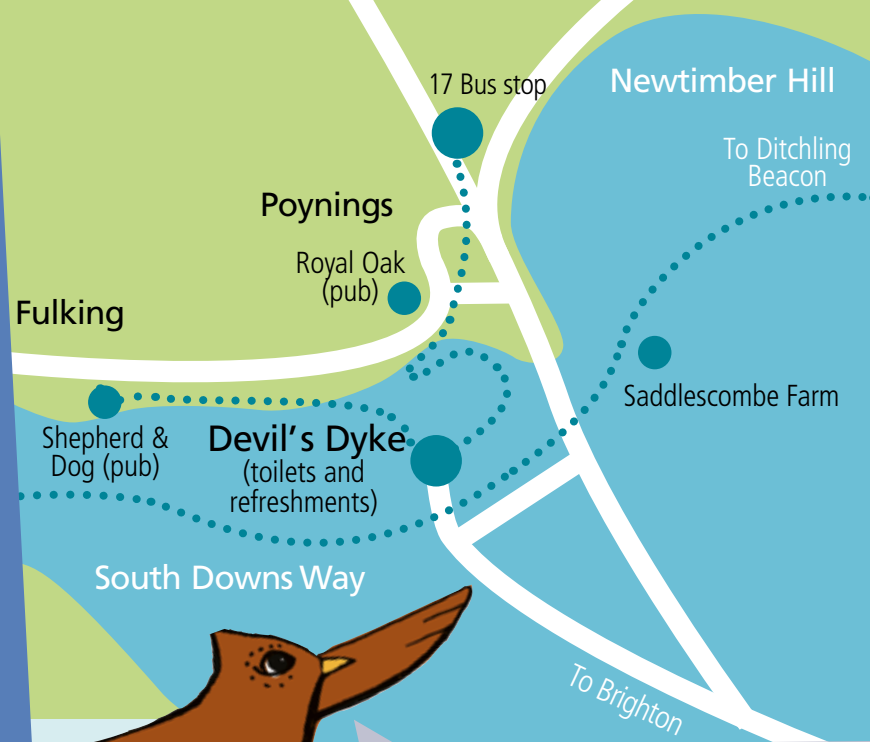 17 Bus stop
Newtimber Hill
To Ditchling
Beacon
Poynings
Royal Oak
(pub)
Fulking
Saddlescombe Farm
Shepherd &
Dog (pub)
Devil's Dyke
(toilets and
refreshments)
South Downs Way
To Brighton